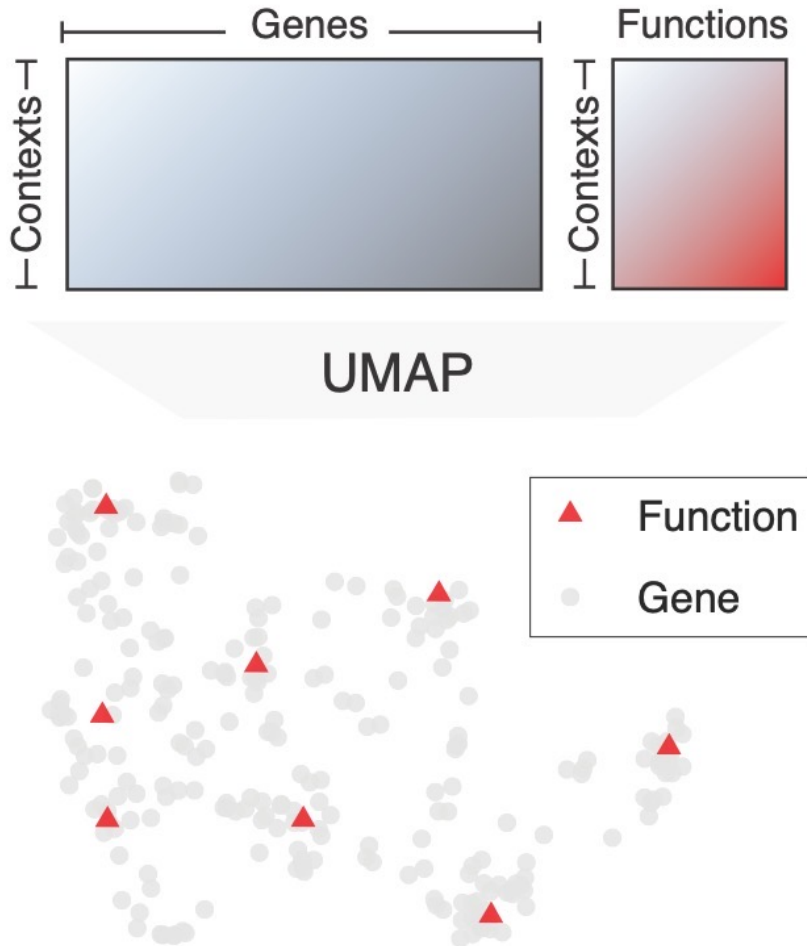 Genes
Functions
Contexts
Contexts
UMAP
Function
Gene